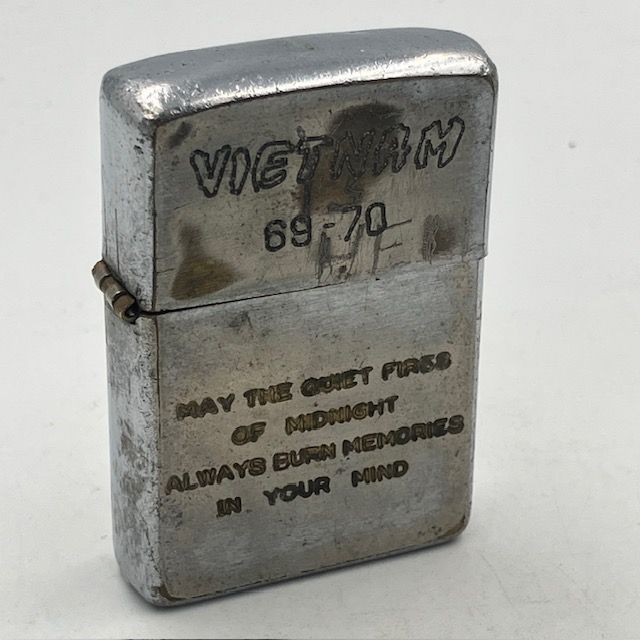 VIETNAM
69-70
MAY THE QUIET FIRES
OF MIDNIGHT
ALWAYS BURN MEMORIES
IN YOUR MIND